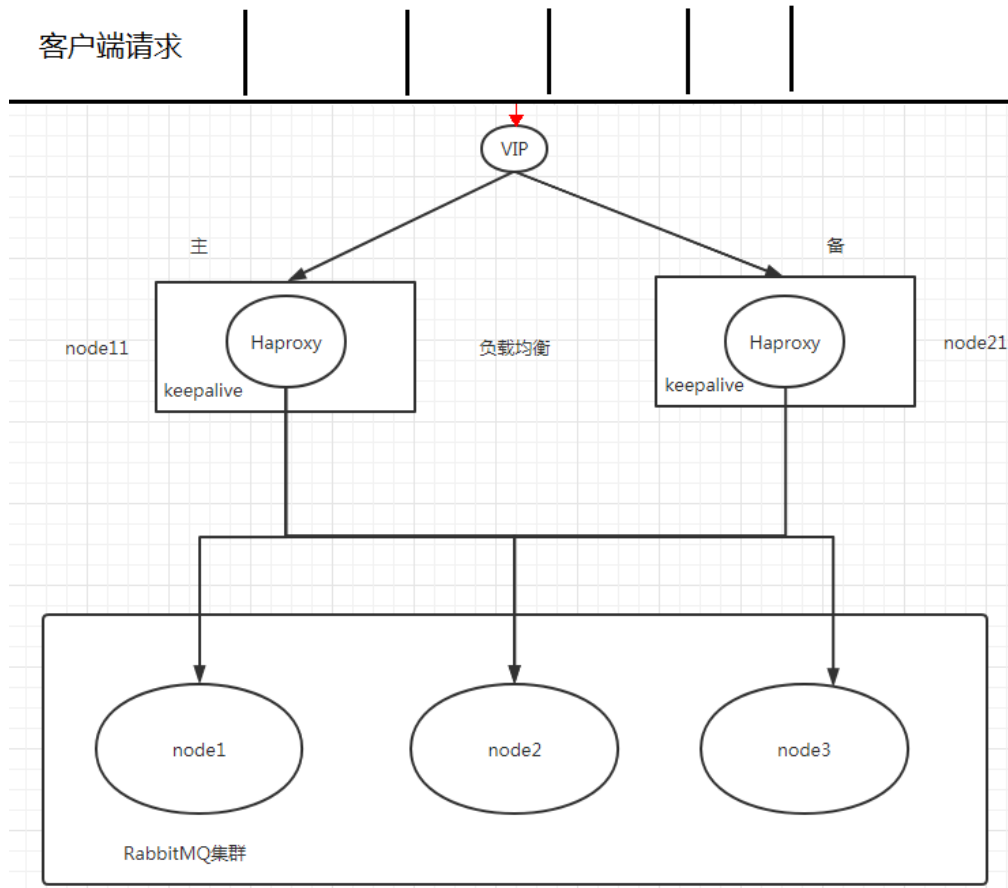 客户端请求
VIP
主
备
node11
Haproxy
keepalive
负载均衡
Haproxy
keepalive
node21
node1
node2
node3
RabbitMQ集群